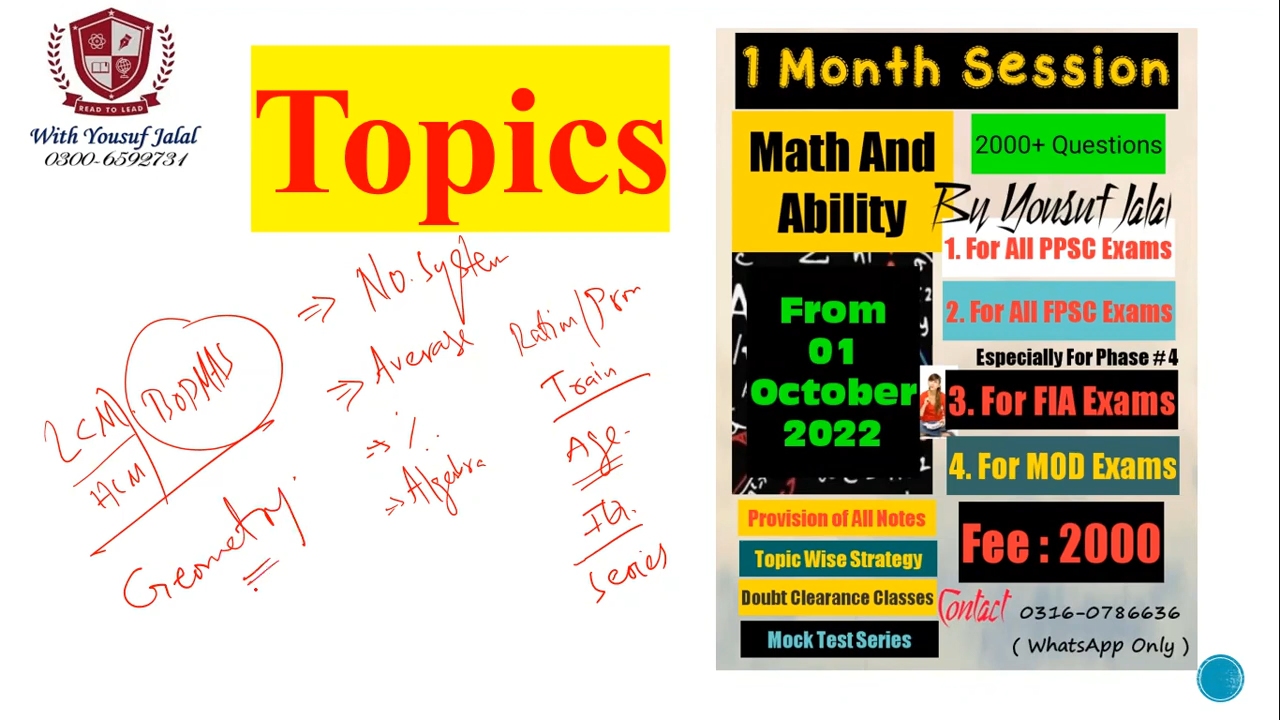 READ TO LEAD
With Yousuf Jalal
0300-6592731
Topics
=> No. System
=> Average
=> %.
=> Algebra
Ratio/Pro
Train
Age.
IQ.
Series
BODMAS
LCM
HCM
Geometry.
1 Month Session
Math And
Ability
2000+ Questions
By Yousuf Jalal
1. For All PPSC Exams
2. For All FPSC Exams
Especially For Phase # 4
3. For FIA Exams
4. For MOD Exams
From
01
October
2022
Provision of All Notes
Topic Wise Strategy
Doubt Clearance Classes
Mock Test Series
Fee : 2000
Contact 0316-0786636
( WhatsApp Only )